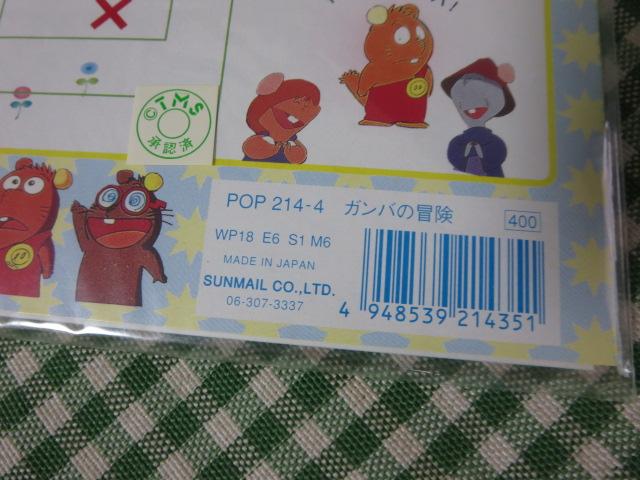 ©TMS
承認済
POP 214-4 ガンバの冒険
400
WP18 E6 S1 M6
MADE IN JAPAN
SUNMAIL CO.,LTD.
06-307-3337
4 948539 214351